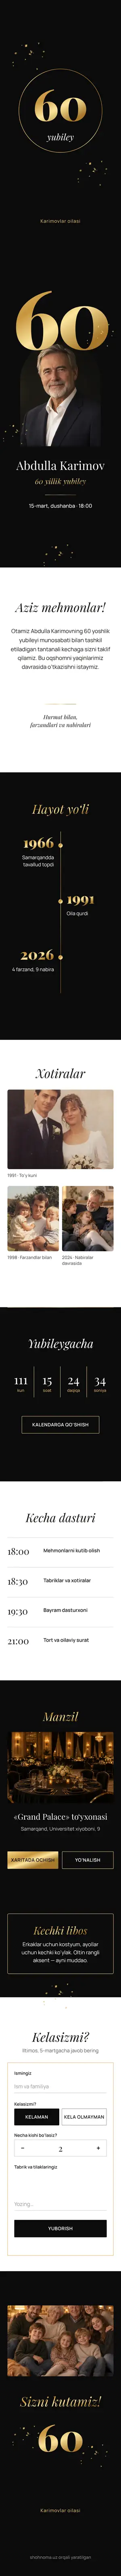 60
yubiley
Karimovlar oilasi
60
Abdulla Karimov
60 yillik yubiley
15-mart, dushanba · 18:00
Aziz mehmonlar!
Otamiz Abdulla Karimovning 60 yoshlik
yubileyi munosabati bilan tashkil
etiladigan tantanali kechaga sizni taklif
qilamiz. Bu oqshomni yaqinlarimiz
davrasida o'tkazishni istaymiz.
Hurmat bilan,
farzandlari va nabiralari
Hayot yo'li
1966
Samarqandda
tavallud topdi
1991
Oila qurdi
2026
4 farzand, 9 nabira
Xotiralar
1991 · To'y kuni
1998 · Farzandlar bilan
2024 · Nabiralar
davrasida
Yubileygacha
111 15 24 34
kun soat daqiqa soniya
KALENDARGA QO'SHISH
Kecha dasturi
18:00 Mehmonlarni kutib olish
18:30 Tabriklar va xotiralar
19:30 Bayram dasturxoni
21:00 Tort va oilaviy surat
Manzil
«Grand Palace» to'yxonasi
Samarqand, Universitet xiyoboni, 9
XARITADA OCHISH YO'NALISH
Kechki libos
Erkaklar uchun kostyum, ayollar
uchun kechki ko'ylak. Oltin rangli
aksent — ayni muddao.
Kelasizmi?
Iltimos, 5-martgacha javob bering
Ismingiz
Ism va familiya
Kelasizmi?
KELAMAN KELA OLMAYMAN
Necha kishi bo'lasiz?
− 2 +
Tabrik va tilaklaringiz
Yozing...
YUBORISH
Sizni kutamiz!
60
Karimovlar oilasi
shohnoma.uz orqali yaratilgan